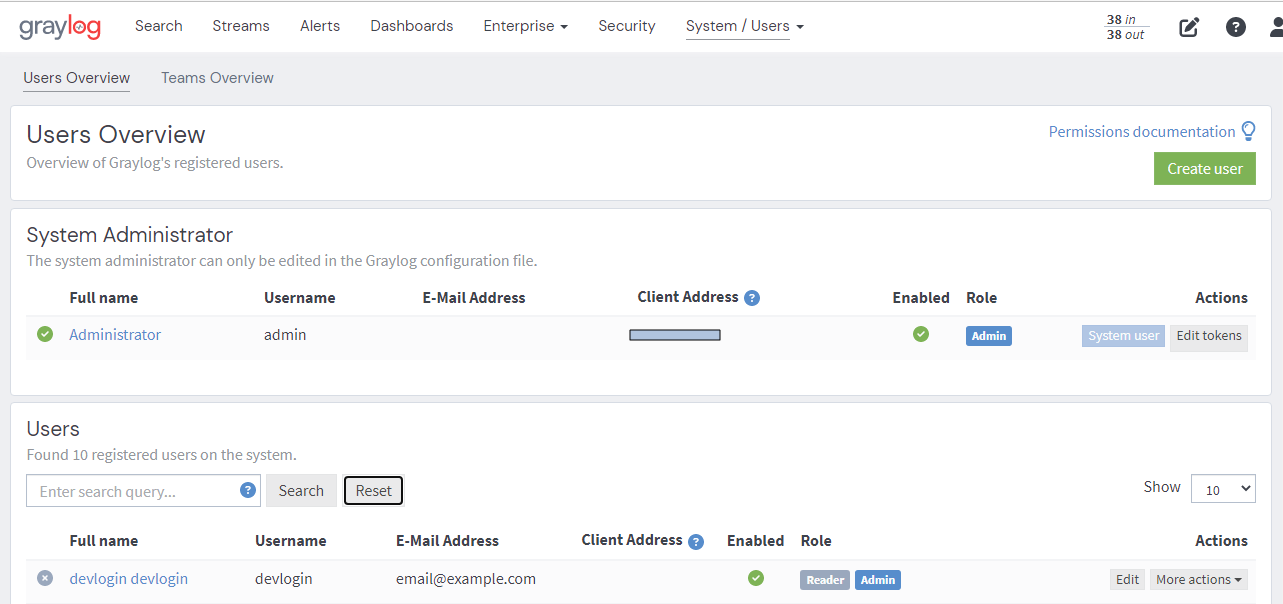 graylog Search Streams Alerts Dashboards Enterprise Security System / Users 38 in
38 out
Users Overview Teams Overview
Users Overview Permissions documentation
Overview of Graylog's registered users.
Create user
System Administrator
The system administrator can only be edited in the Graylog configuration file.
Full name Username E-Mail Address Client Address ? Enabled Role Actions
Administrator admin Admin System user Edit tokens
Users
Found 10 registered users on the system.
Enter search query... ? Search Reset Show 10
Full name Username E-Mail Address Client Address ? Enabled Role Actions
devlogin devlogin devlogin email@example.com Reader Admin Edit More actions